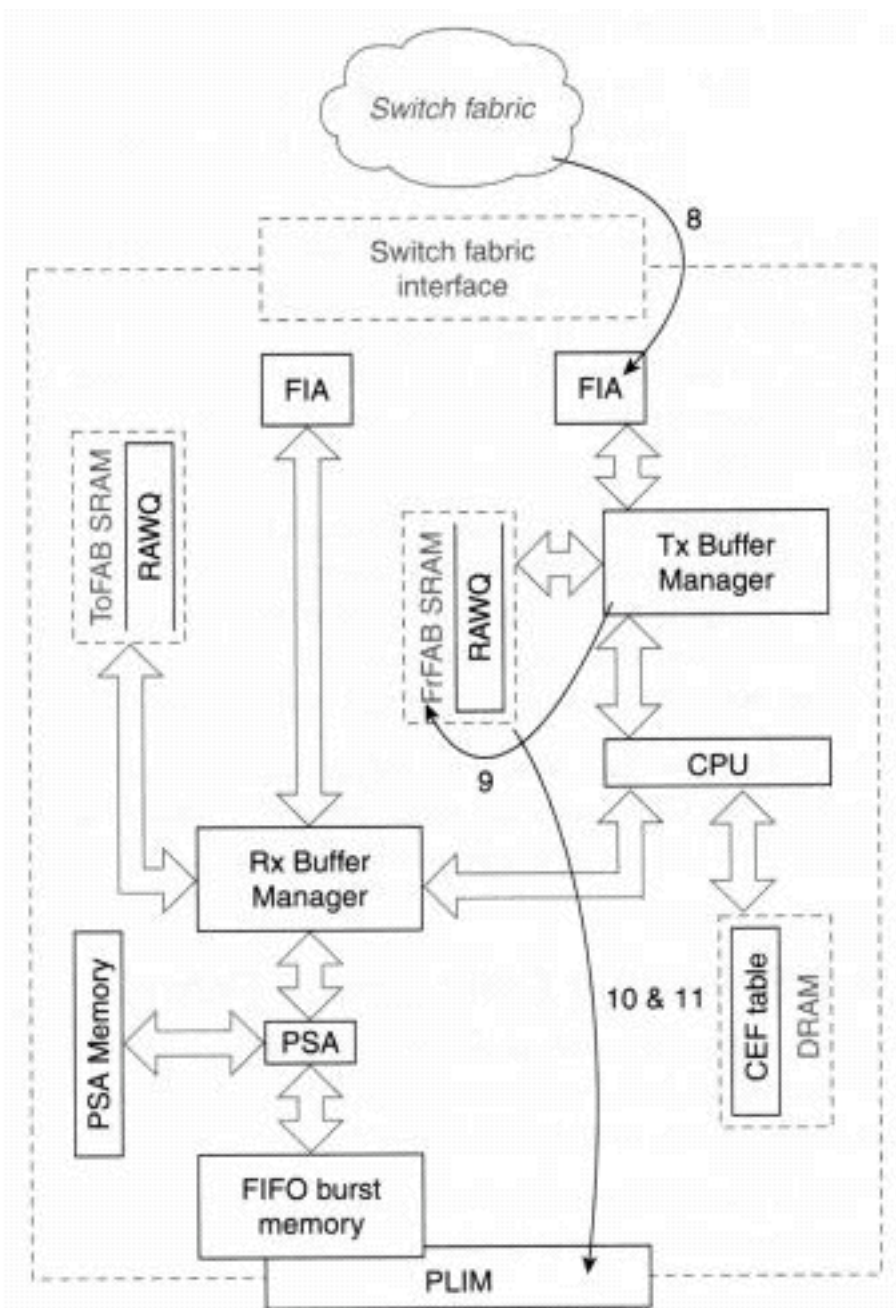 Switch fabric
8
Switch fabric
interface
FIA
FIA
ToFAB SRAM
RAWQ
FrFAB SRAM
RAWQ
Tx Buffer
Manager
9
CPU
Rx Buffer
Manager
PSA Memory
PSA
10 & 11
CEF table
DRAM
FIFO burst
memory
PLIM